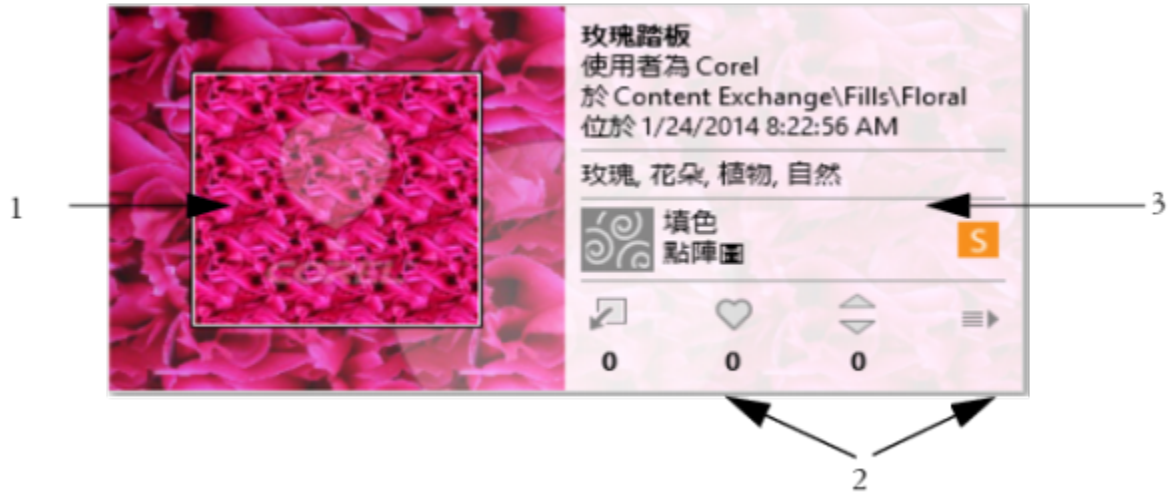 玫瑰踏板
使用者為 Corel
於 Content Exchange\Fills\Floral
位於 1/24/2014 8:22:56 AM
玫瑰, 花朵, 植物, 自然
填色
點陣圖
S
0 0 0
COREL
1
3
2